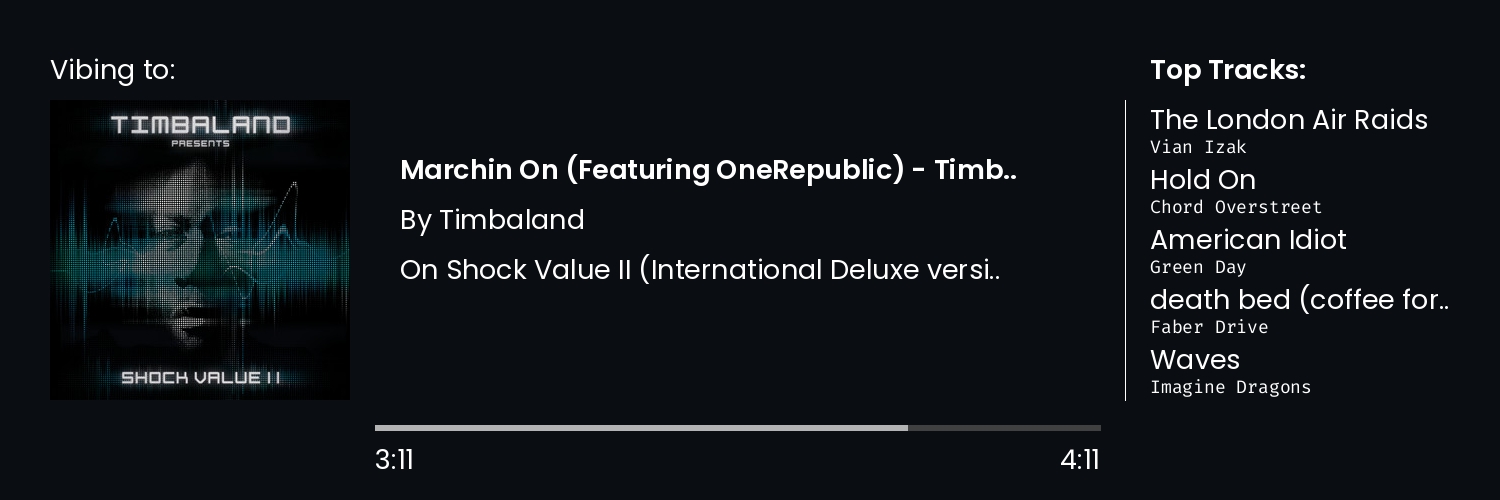 Vibing to:
TIMBALAND
PRESENTS
SHOCK VALUE II
Marchin On (Featuring OneRepublic) - Timb..
By Timbaland
On Shock Value II (International Deluxe versi..
3:11
4:11
Top Tracks:
The London Air Raids
Vian Izak
Hold On
Chord Overstreet
American Idiot
Green Day
death bed (coffee for..
Faber Drive
Waves
Imagine Dragons